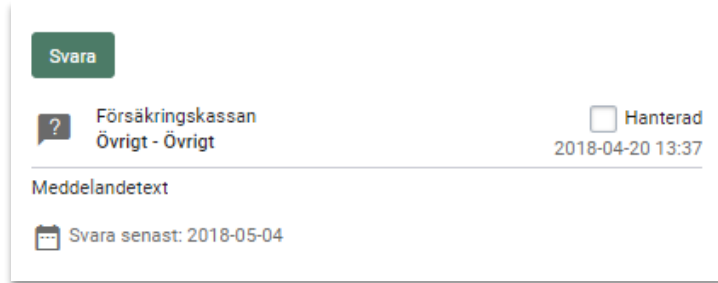 Svara
Försäkringskassan
Hanterad
Övrigt - Övrigt
2018-04-20 13:37
Meddelandetext
Svara senast: 2018-05-04